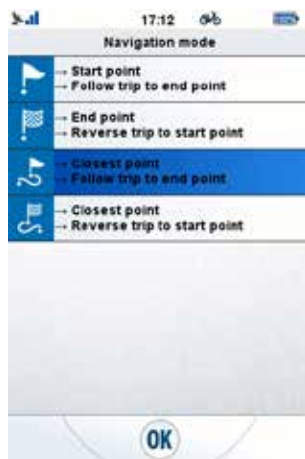 17:12
Navigation mode
→ Start point
→ Follow trip to end point
→ End point
→ Reverse trip to start point
→ Closest point
→ Follow trip to end point
→ Closest point
→ Reverse trip to start point
OK